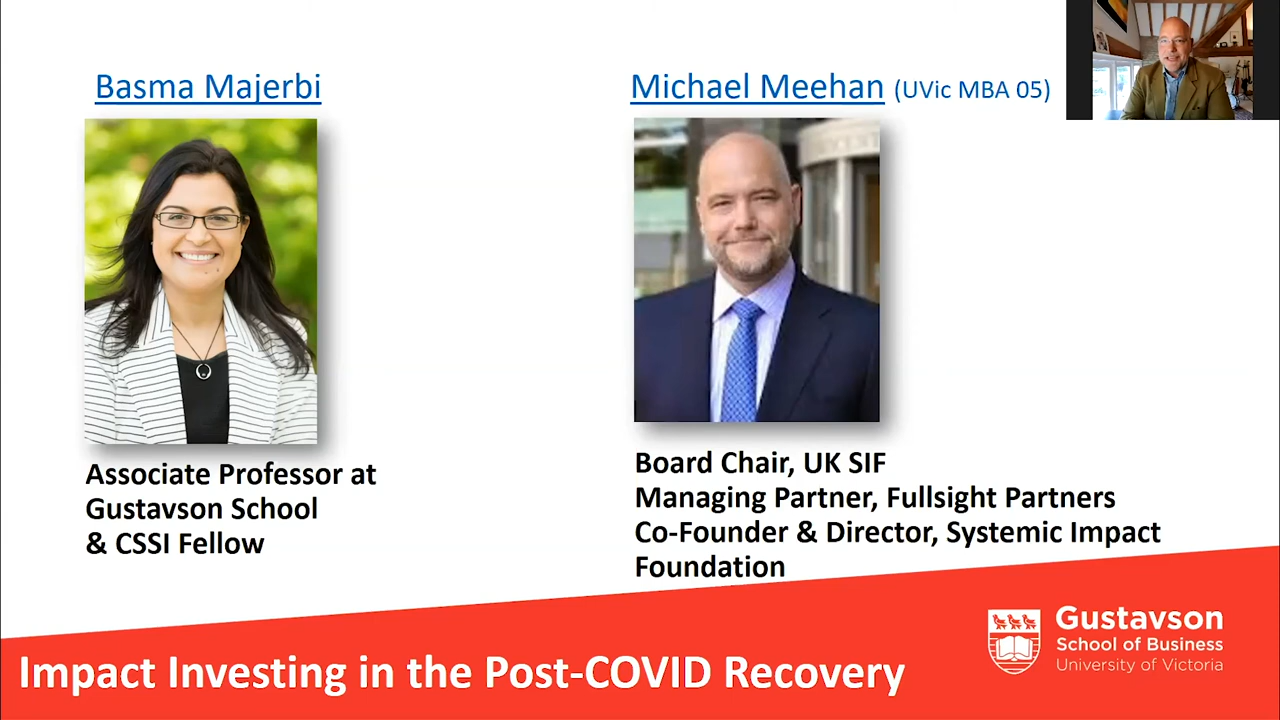 Basma Majerbi
Michael Meehan (UVic MBA 05)
Associate Professor at
Gustavson School
& CSSI Fellow
Board Chair, UK SIF
Managing Partner, Fullsight Partners
Co-Founder & Director, Systemic Impact
Foundation
Impact Investing in the Post-COVID Recovery
Gustavson
School of Business
University of Victoria